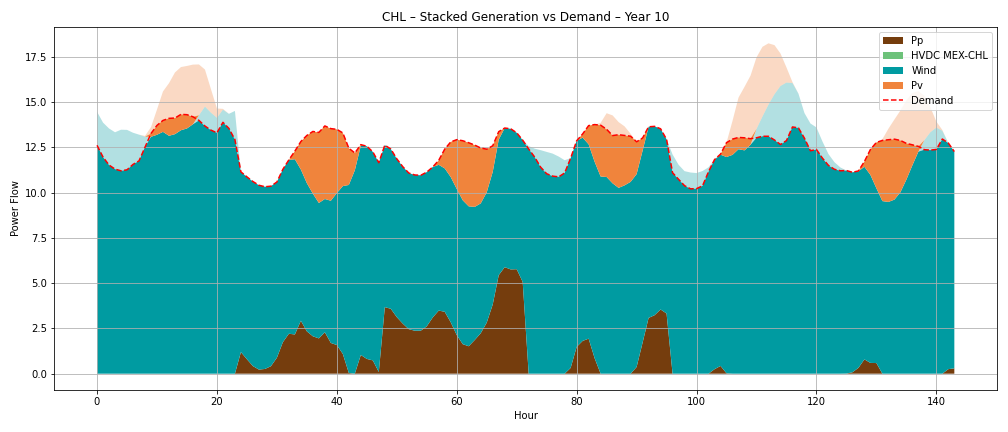 CHL – Stacked Generation vs Demand – Year 10
Power Flow
17.5
15.0
12.5
10.0
7.5
5.0
2.5
0.0
0 20 40 60 80 100 120 140
Hour
Pp
HVDC MEX-CHL
Wind
Pv
Demand